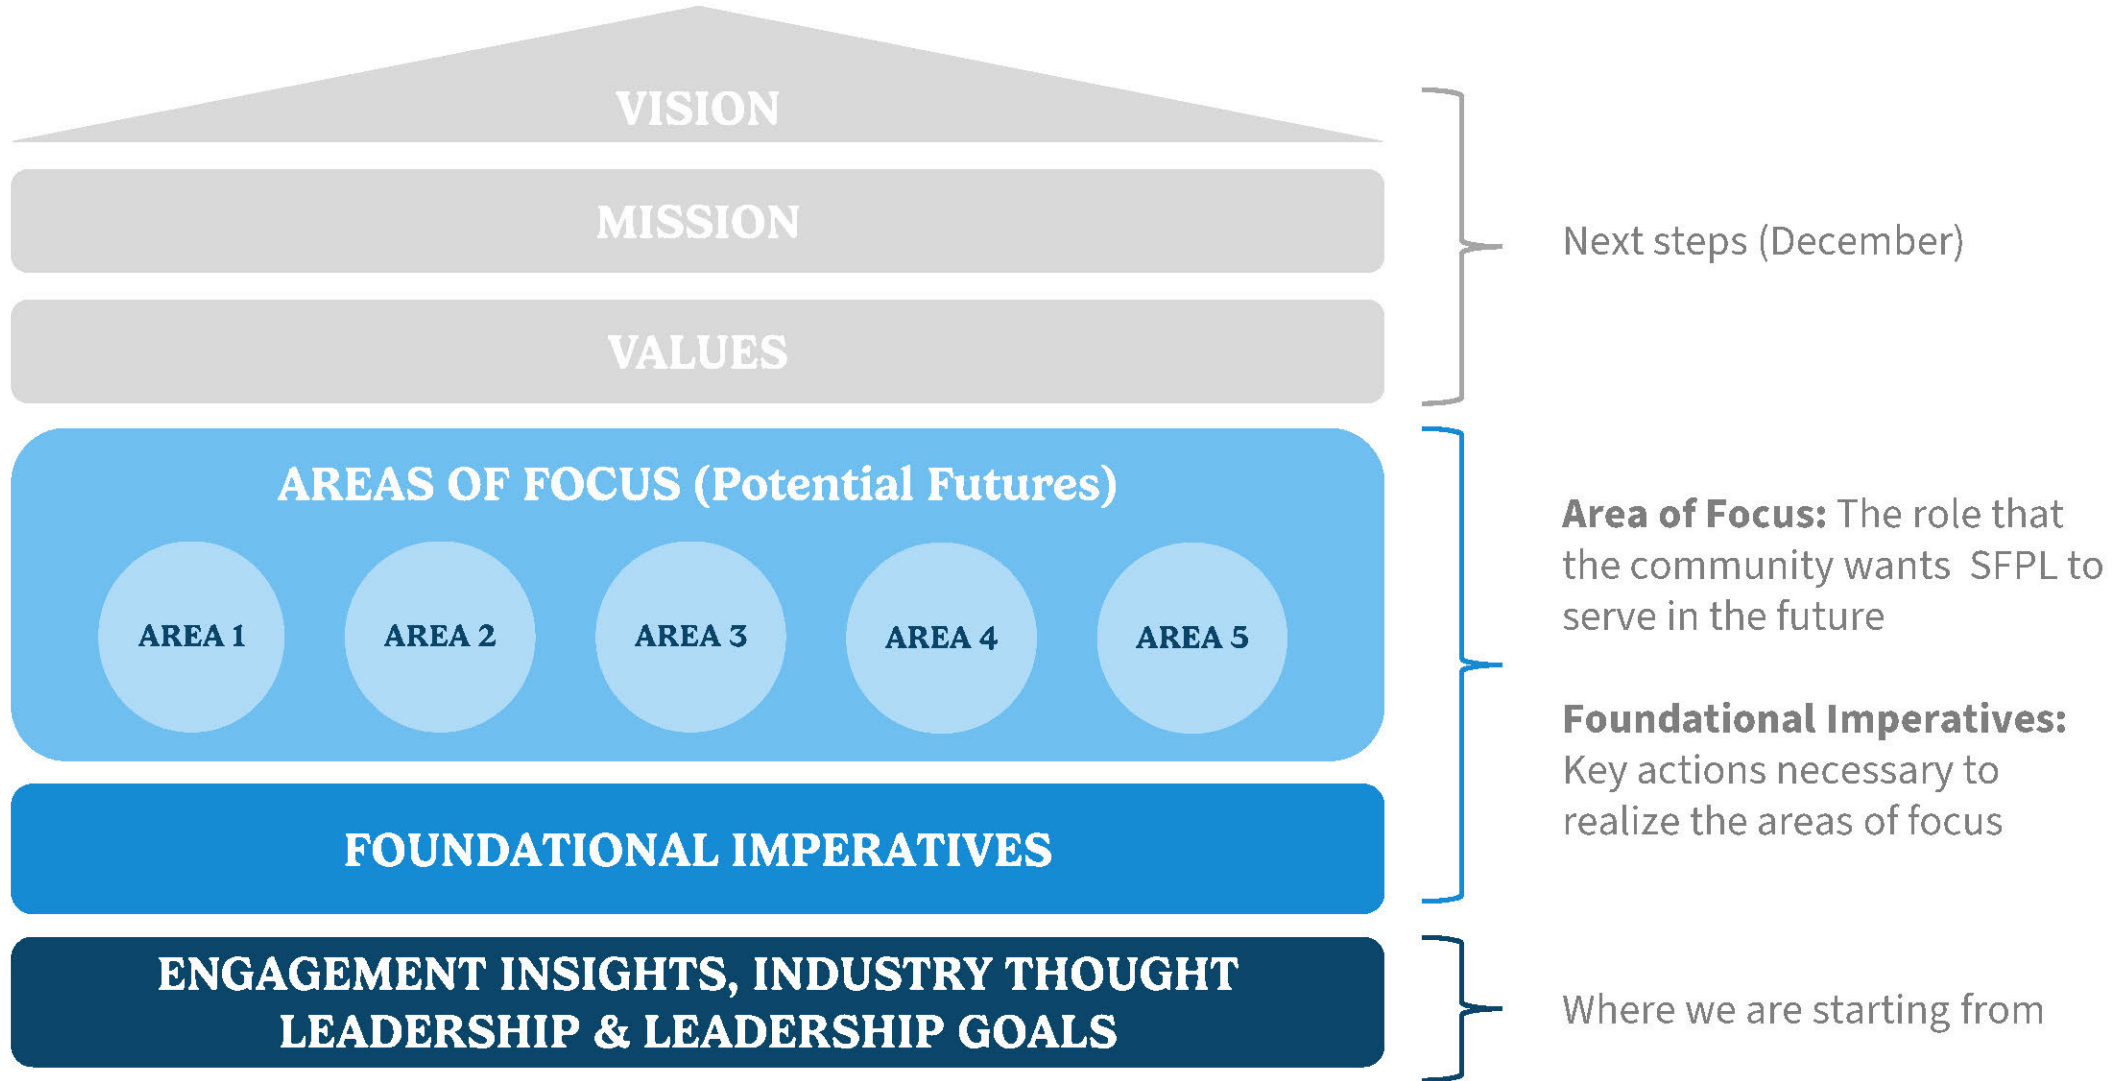 VISION
MISSION
VALUES
Next steps (December)
AREAS OF FOCUS (Potential Futures)
AREA 1
AREA 2
AREA 3
AREA 4
AREA 5
FOUNDATIONAL IMPERATIVES
Area of Focus: The role that
the community wants SFPL to
serve in the future
Foundational Imperatives:
Key actions necessary to
realize the areas of focus
ENGAGEMENT INSIGHTS, INDUSTRY THOUGHT
LEADERSHIP & LEADERSHIP GOALS
Where we are starting from